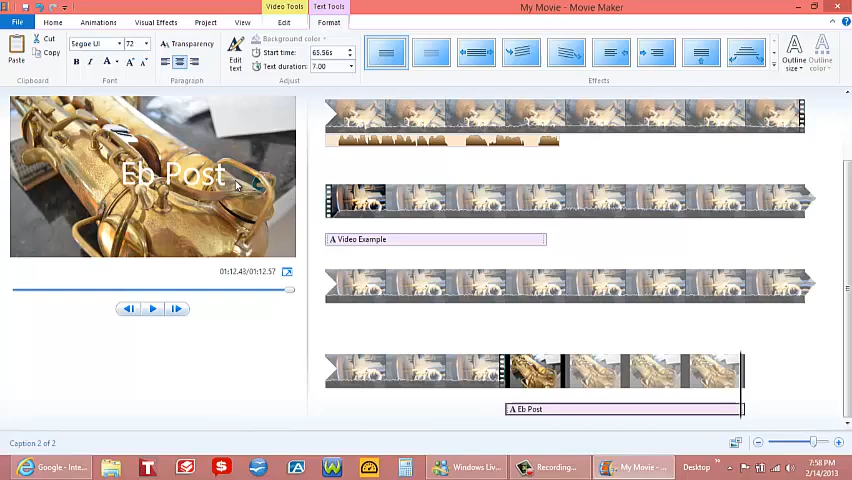 Video Tools
Text Tools
My Movie - Movie Maker
File
Home
Animations
Visual Effects
Project
View
Edit
Format
Paste
Cut
Copy
Clipboard
Segoe UI
72
B
I
A
A
A
Font
Transparency
Paragraph
Edit text
Background color
Start time:
65.56s
Text duration:
7.00
Adjust
Effects
Outline size
Outline color
Eb Post
01:12.43/01:12.57
A Video Example
A Eb Post
Caption 2 of 2
Google - Inte...
Windows Liv...
Recording...
My Movie - ...
Desktop
7:58 PM
2/14/2013